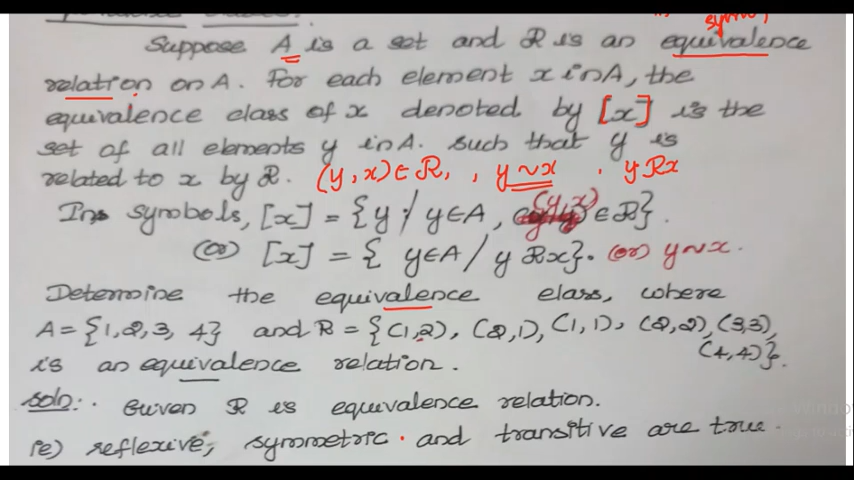 symm,
Suppose A is a set and R is an equivalence
relation on A. For each element x in A, the
equivalence class of x denoted by [x] is the
set of all elements y in A. Such that y is
related to x by R. (y, x) ∈ R, , y ~ x , y R x
In symbols, [x] = { y / y ∈ A, (y, x) ∈ R }.
(or) [x] = { y ∈ A / y R x }. (or) y ~ x.
Determine the equivalence class, where
A = {1, 2, 3, 4} and R = {(1,2), (2,1), (1,1), (2,2), (3,3),
(4,4)}.
is an equivalence relation.
Soln:. Given R is equivalence relation.
ie) reflexive, symmetric and transitive are true.